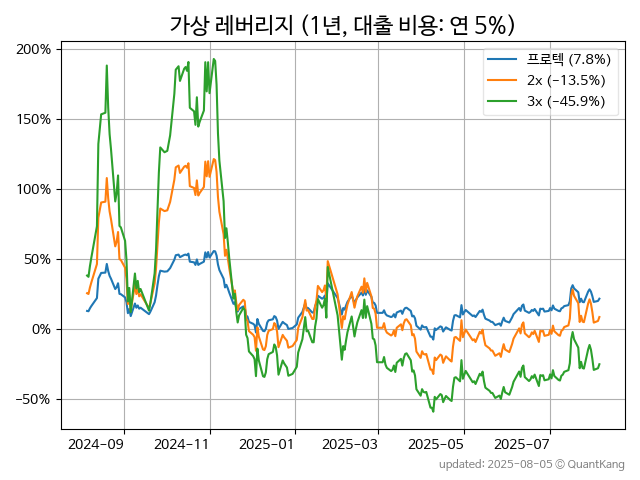 가상 레버리지 (1년, 대출 비용: 연 5%)
200%
150%
100%
50%
0%
−50%
프로텍 (7.8%)
2x (−13.5%)
3x (−45.9%)
2024-09
2024-11
2025-01
2025-03
2025-05
2025-07
updated: 2025-08-05 © QuantKang